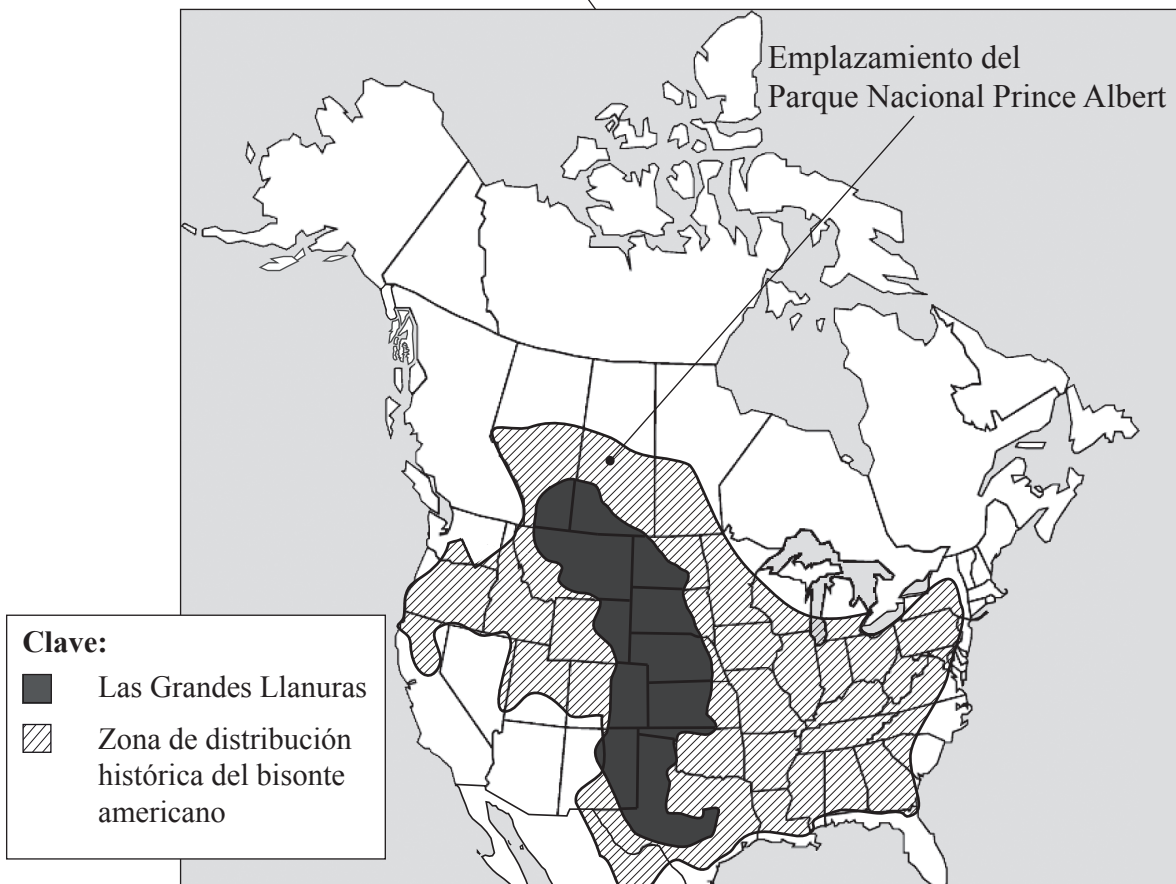 Emplazamiento del
Parque Nacional Prince Albert
Clave:
Las Grandes Llanuras
Zona de distribución
histórica del bisonte
americano